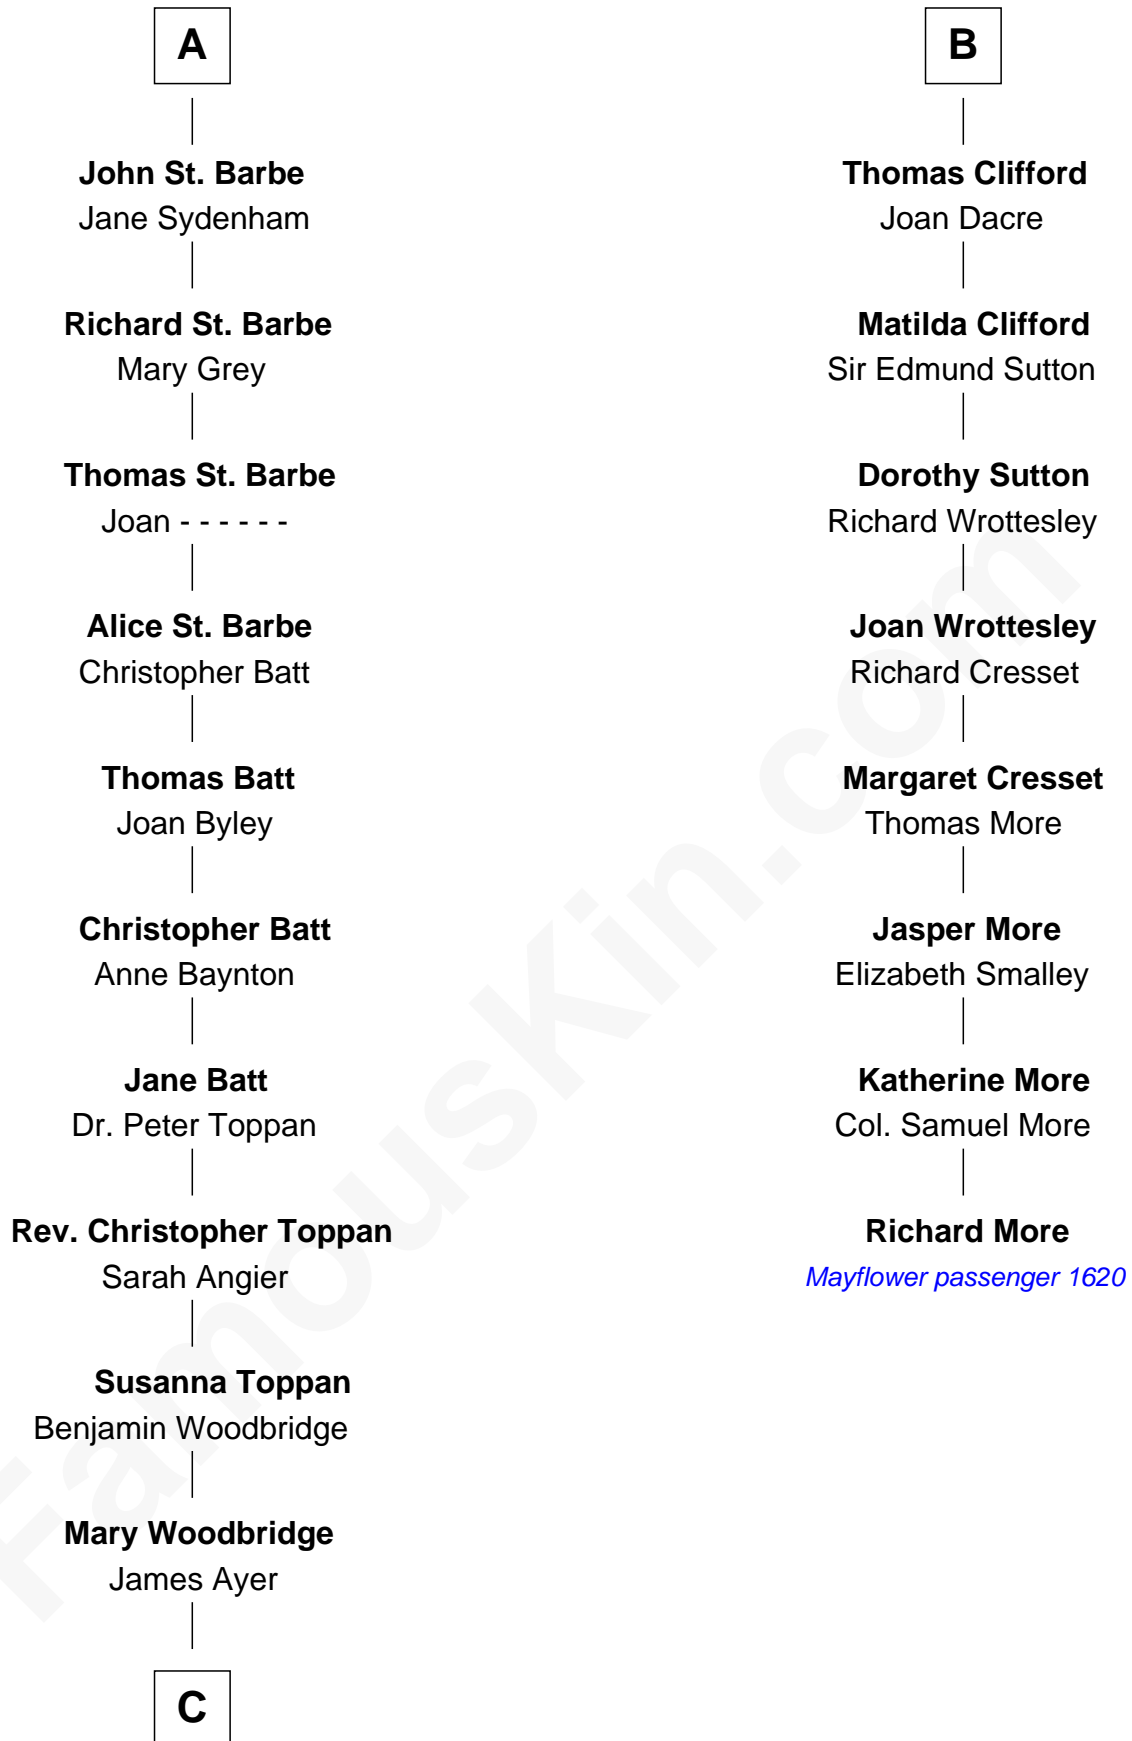 A
John St. Barbe
Jane Sydenham
Richard St. Barbe
Mary Grey
Thomas St. Barbe
Joan - - - - - -
Alice St. Barbe
Christopher Batt
Thomas Batt
Joan Byley
Christopher Batt
Anne Baynton
Jane Batt
Dr. Peter Toppan
Rev. Christopher Toppan
Sarah Angier
Susanna Toppan
Benjamin Woodbridge
Mary Woodbridge
James Ayer
C
B
Thomas Clifford
Joan Dacre
Matilda Clifford
Sir Edmund Sutton
Dorothy Sutton
Richard Wrottesley
Joan Wrottesley
Richard Cresset
Margaret Cresset
Thomas More
Jasper More
Elizabeth Smalley
Katherine More
Col. Samuel More
Richard More
Mayflower passenger 1620
FamousKin.com